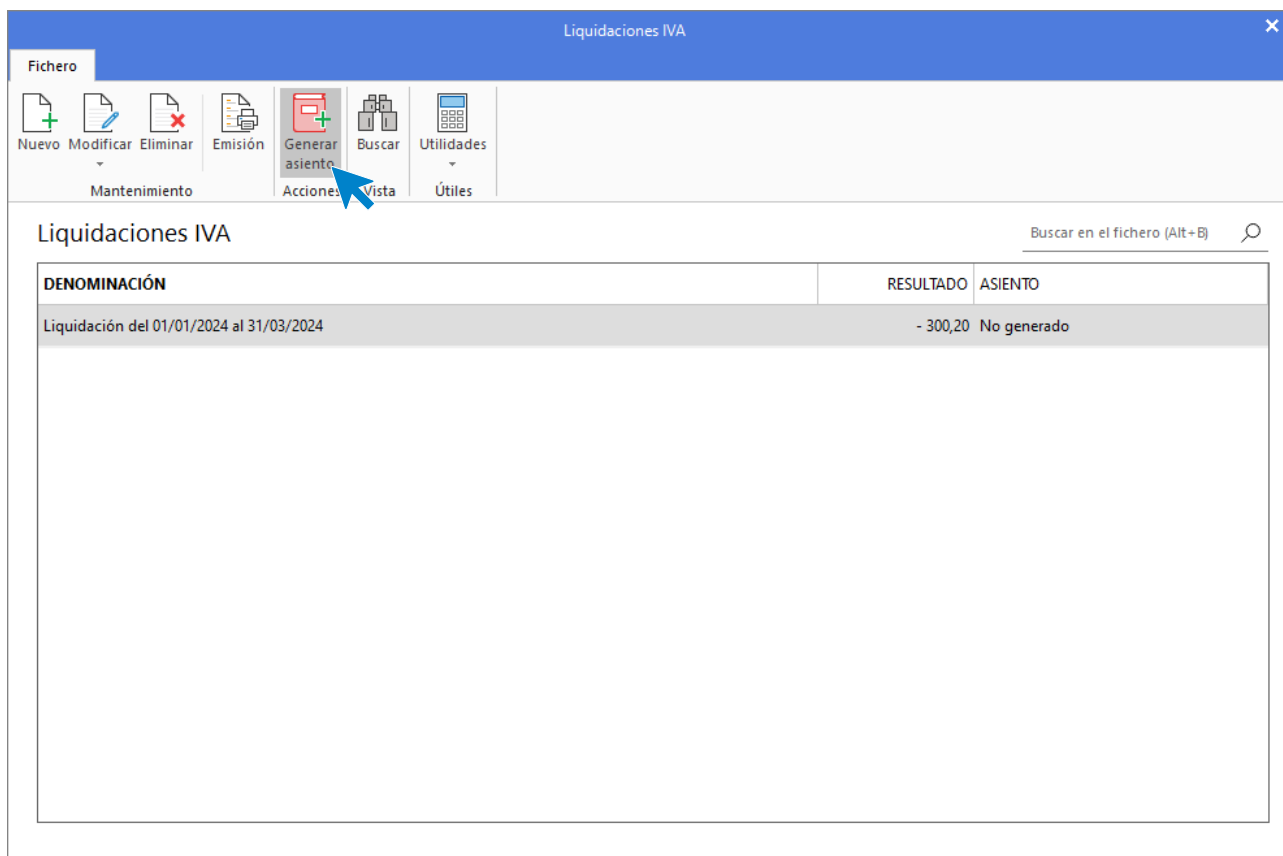 Liquidaciones IVA
Fichero
Nuevo Modificar Eliminar Emisión Generar asiento Buscar Utilidades
Mantenimiento Acciones Vista Útiles
Liquidaciones IVA
Buscar en el fichero (Alt+B)
DENOMINACIÓN RESULTADO ASIENTO
Liquidación del 01/01/2024 al 31/03/2024 - 300,20 No generado